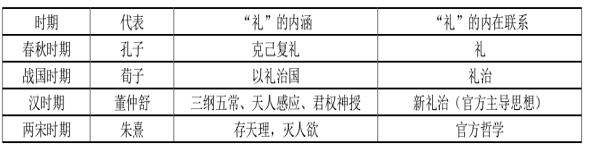 时期 代表 “礼”的内涵 “礼”的内在联系
春秋时期 孔子 克己复礼 礼
战国时期 荀子 以礼治国 礼治
汉时期 董仲舒 三纲五常、天人感应、君权神授 新礼治（官方主导思想）
两宋时期 朱熹 存天理，灭人欲 官方哲学